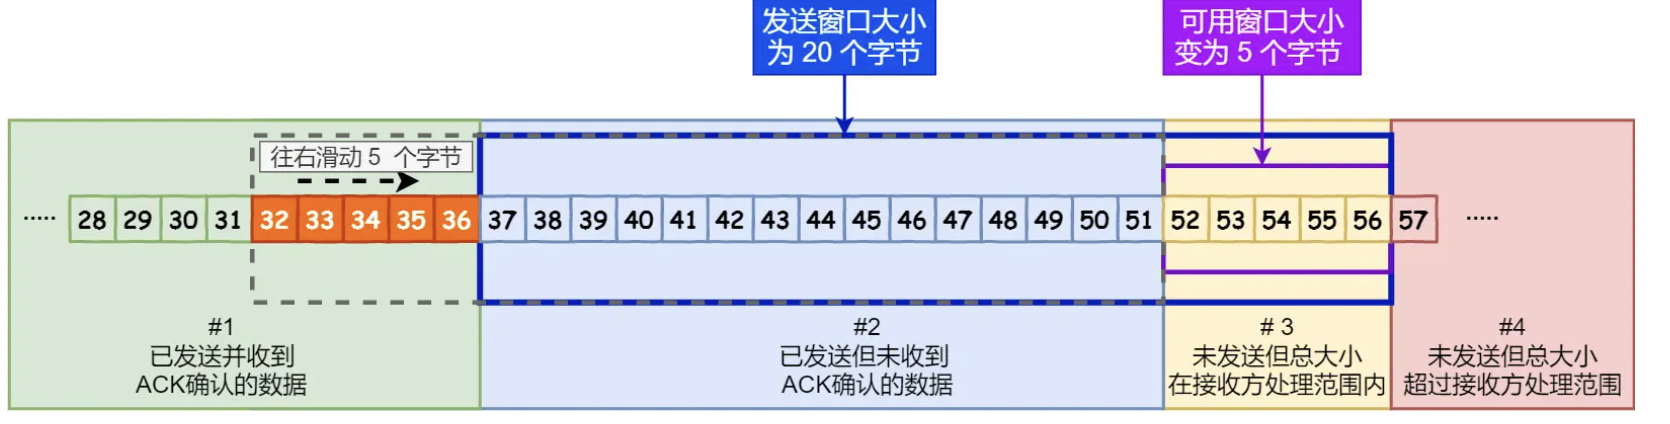 发送窗口大小
为 20 个字节
可用窗口大小
变为 5 个字节
往右滑动 5 个字节
..... 28 29 30 31 32 33 34 35 36 37 38 39 40 41 42 43 44 45 46 47 48 49 50 51 52 53 54 55 56 57 .....
#1
已发送并收到
ACK确认的数据
#2
已发送但未收到
ACK确认的数据
# 3
未发送但总大小
在接收方处理范围内
#4
未发送但总大小
超过接收方处理范围